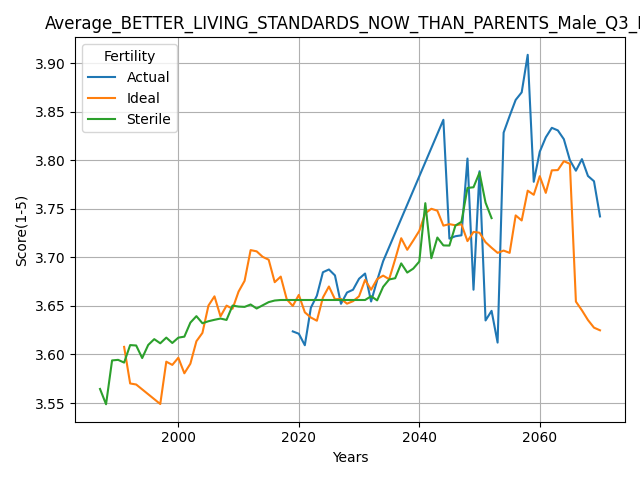 Average_BETTER_LIVING_STANDARDS_NOW_THAN_PARENTS_Male_Q3_
Fertility
Actual
Ideal
Sterile
Score(1-5)
3.90
3.85
3.80
3.75
3.70
3.65
3.60
3.55
2000
2020
2040
2060
Years